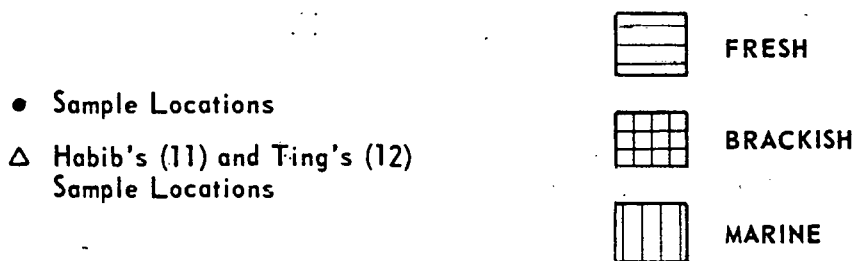 Sample Locations
Habib's (11) and Ting's (12)
Sample Locations
FRESH
BRACKISH
MARINE